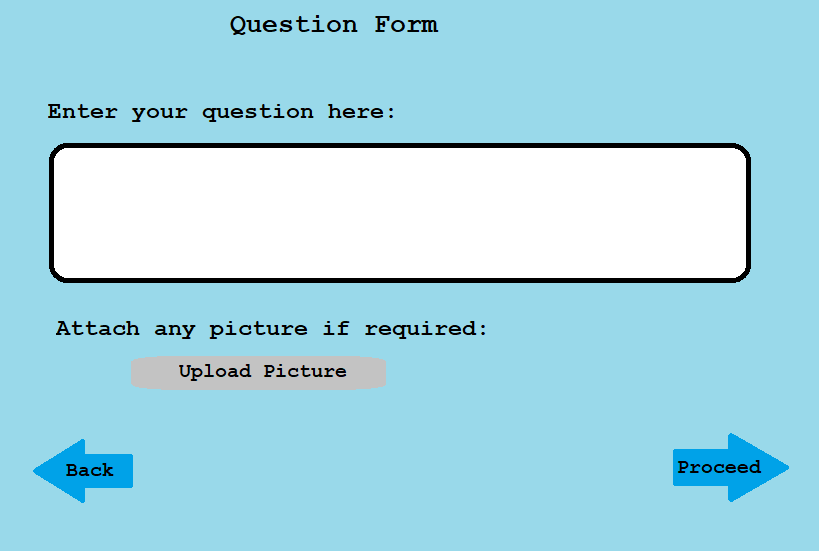 Question Form
Enter your question here:
Attach any picture if required:
Upload Picture
Back
Proceed